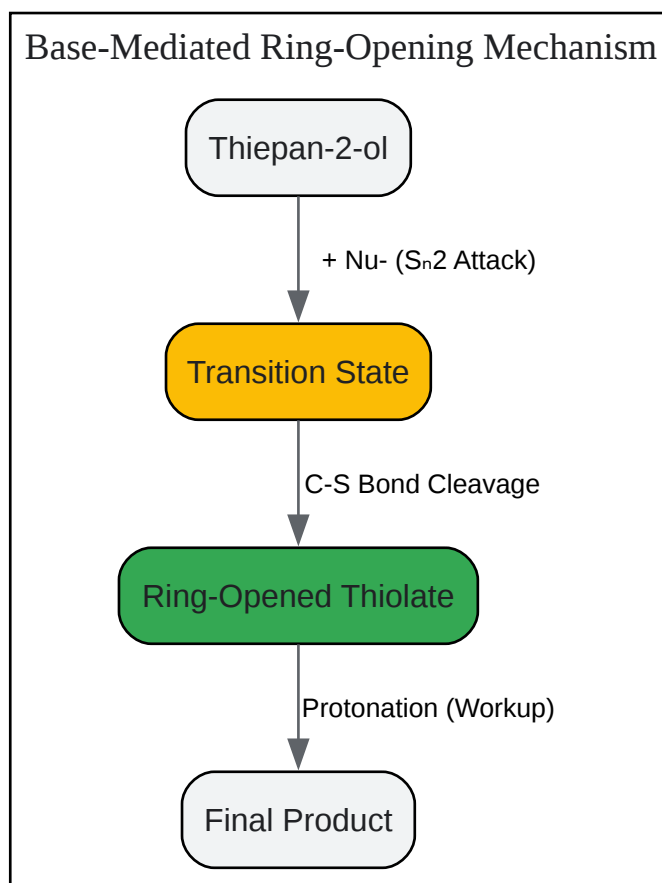 Base-Mediated Ring-Opening Mechanism
Thiepan-2-ol
+ Nu- (Sₙ2 Attack)
Transition State
C-S Bond Cleavage
Ring-Opened Thiolate
Protonation (Workup)
Final Product